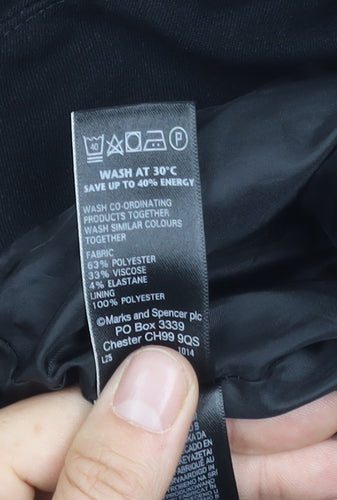 40 P
WASH AT 30°C
SAVE UP TO 40% ENERGY
WASH CO-ORDINATING
PRODUCTS TOGETHER
WASH SIMILAR COLOURS
TOGETHER
FABRIC
63% POLYESTER
33% VISCOSE
4% ELASTANE
LINING
100% POLYESTER
©Marks and Spencer plc
PO Box 3339
Chester CH99 9QS
L25 1014